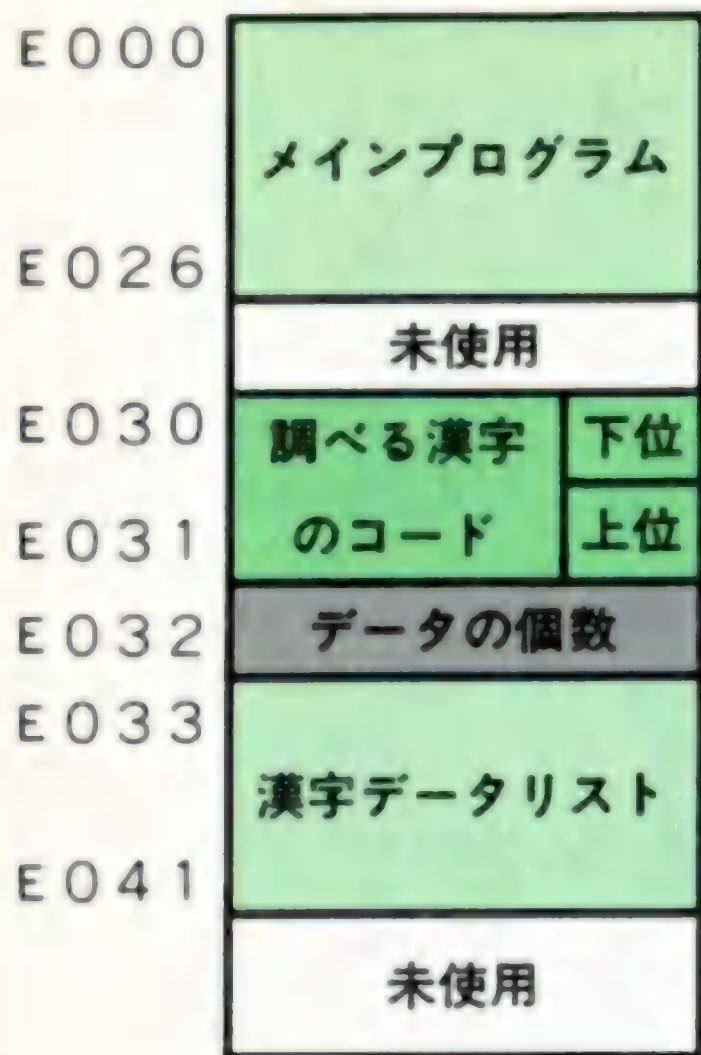 E000
メインプログラム
E026
未使用
E030 調べる漢字 下位
E031 のコード 上位
E032 データの個数
E033
漢字データリスト
E041
未使用